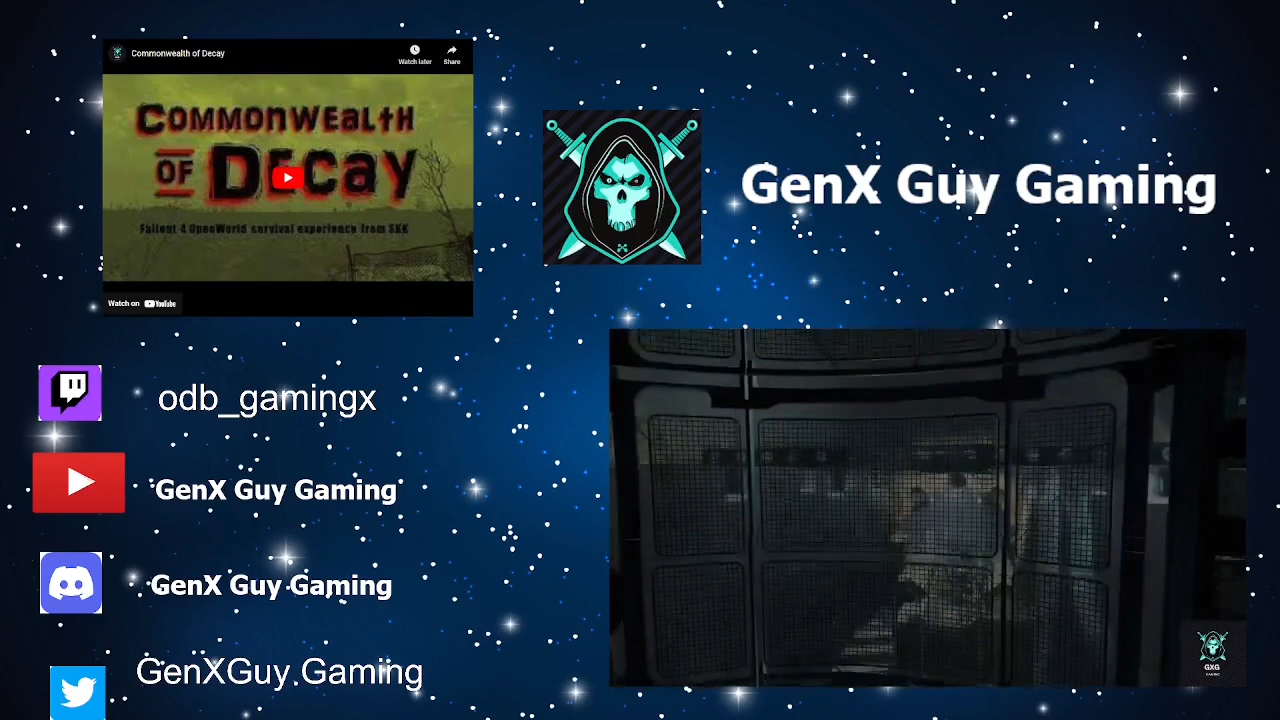 Commonwealth of Decay
Watch later
Share
COMMONWEALTH
OF DECAY
Fallout 4 OpenWorld survival experience from SKK
Watch on YouTube
GenX Guy Gaming
odb_gamingx
GenX Guy Gaming
GenX Guy Gaming
GenXGuy.Gaming
GXG
GAMING